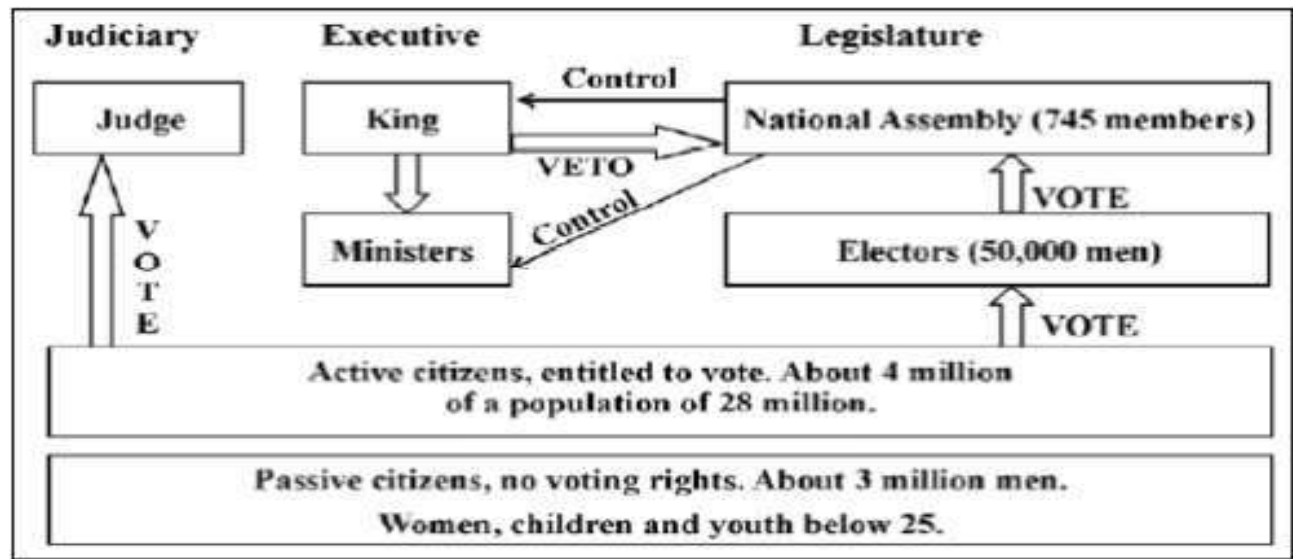 Judiciary Executive Legislature
Control
Judge King National Assembly (745 members)
VETO
VOTE
Control
VOTE
Ministers Electors (50,000 men)
VOTE
Active citizens, entitled to vote. About 4 million
of a population of 28 million.
Passive citizens, no voting rights. About 3 million men.
Women, children and youth below 25.